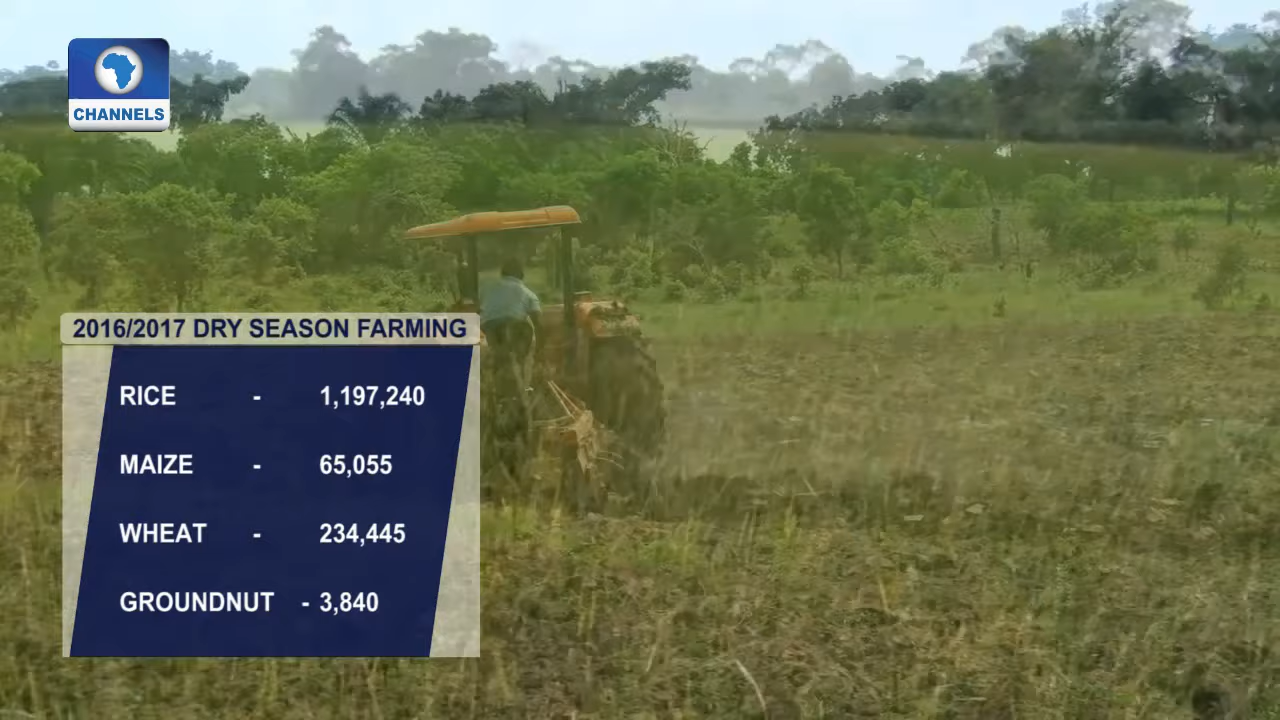 CHANNELS
2016/2017 DRY SEASON FARMING
RICE - 1,197,240
MAIZE - 65,055
WHEAT - 234,445
GROUNDNUT - 3,840